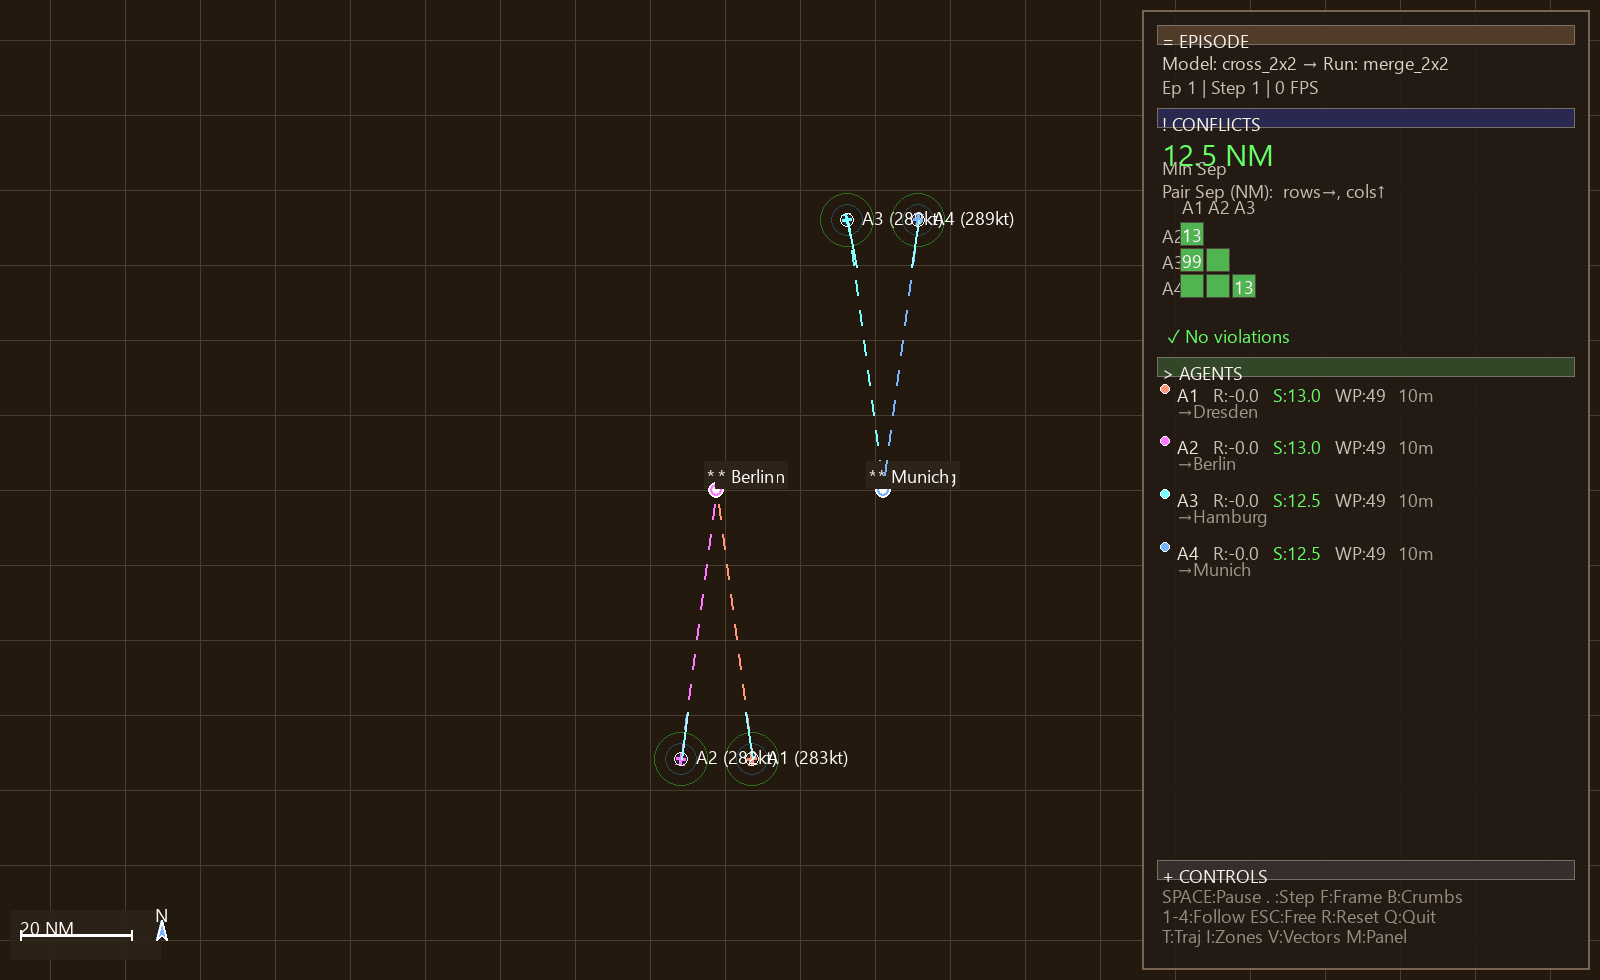 A3 (289kt)
A4 (289kt)
** Berlin
** Munich
A2 (283kt)
A1 (283kt)
20 NM
N
= EPISODE
Model: cross_2x2 → Run: merge_2x2
Ep 1 | Step 1 | 0 FPS
! CONFLICTS
12.5 NM
Min Sep
Pair Sep (NM):  rows→, cols↑
A1 A2 A3
A2 13
A3 99
A4 13
✓ No violations
> AGENTS
A1 R:-0.0 S:13.0 WP:49 10m
→Dresden
A2 R:-0.0 S:13.0 WP:49 10m
→Berlin
A3 R:-0.0 S:12.5 WP:49 10m
→Hamburg
A4 R:-0.0 S:12.5 WP:49 10m
→Munich
+ CONTROLS
SPACE:Pause . :Step F:Frame B:Crumbs
1-4:Follow ESC:Free R:Reset Q:Quit
T:Traj I:Zones V:Vectors M:Panel